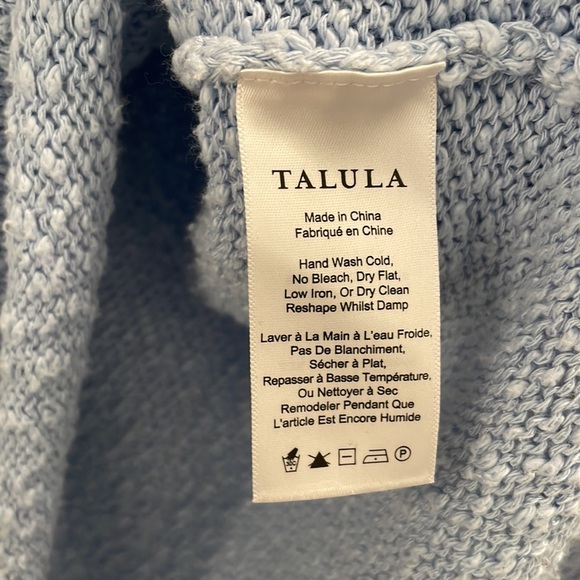 TALULA
Made in China
Fabriqué en Chine
Hand Wash Cold,
No Bleach, Dry Flat,
Low Iron, Or Dry Clean
Reshape Whilst Damp
Laver à La Main à L'eau Froide,
Pas De Blanchiment,
Sécher à Plat,
Repasser à Basse Température,
Ou Nettoyer à Sec
Remodeler Pendant Que
L'article Est Encore Humide
30C P